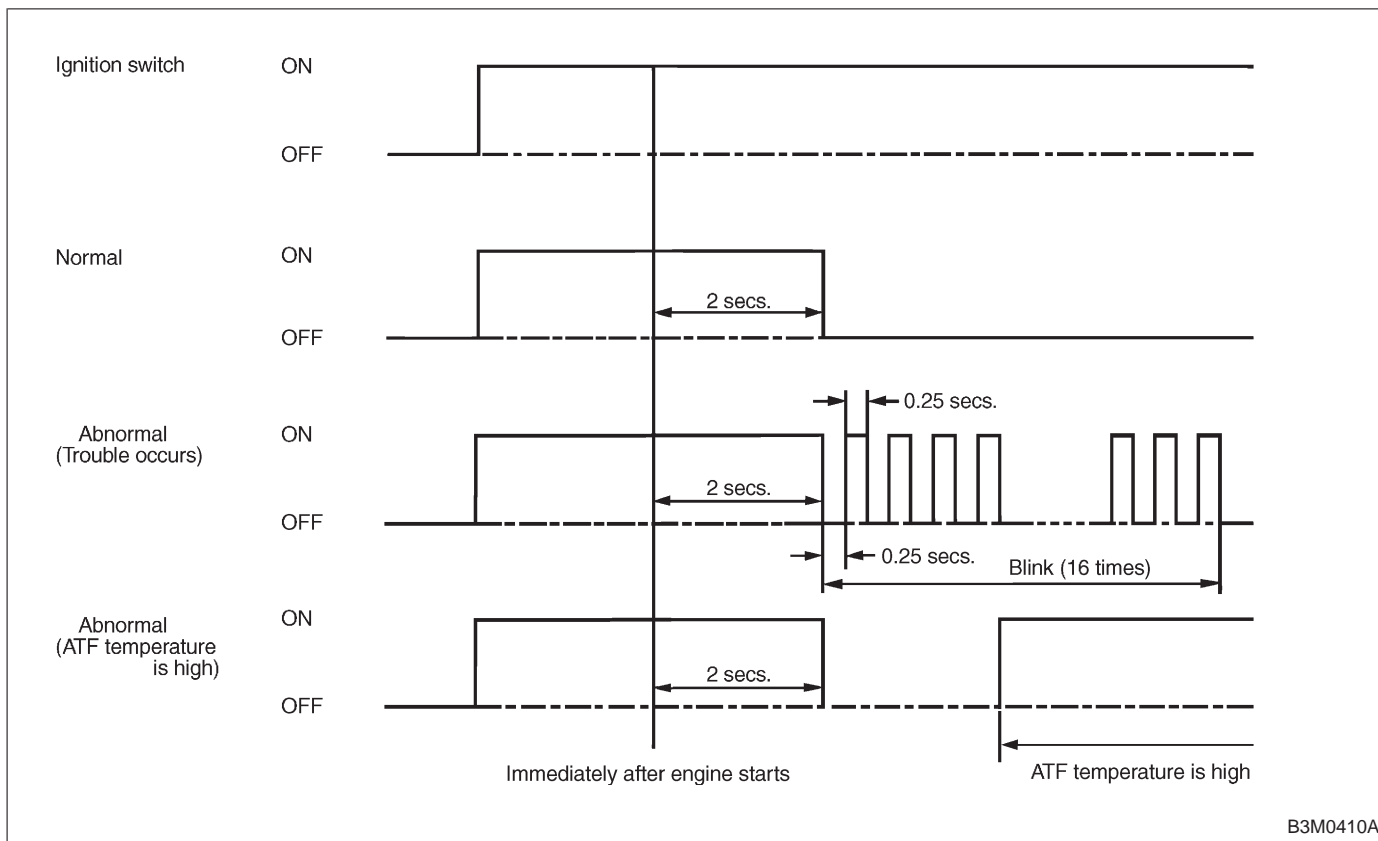 Ignition switch
ON
OFF
Normal
ON
2 secs.
OFF
Abnormal
(Trouble occurs)
ON
0.25 secs.
2 secs.
OFF
0.25 secs.
Blink (16 times)
Abnormal
(ATF temperature
is high)
ON
2 secs.
OFF
Immediately after engine starts
ATF temperature is high
B3M0410A